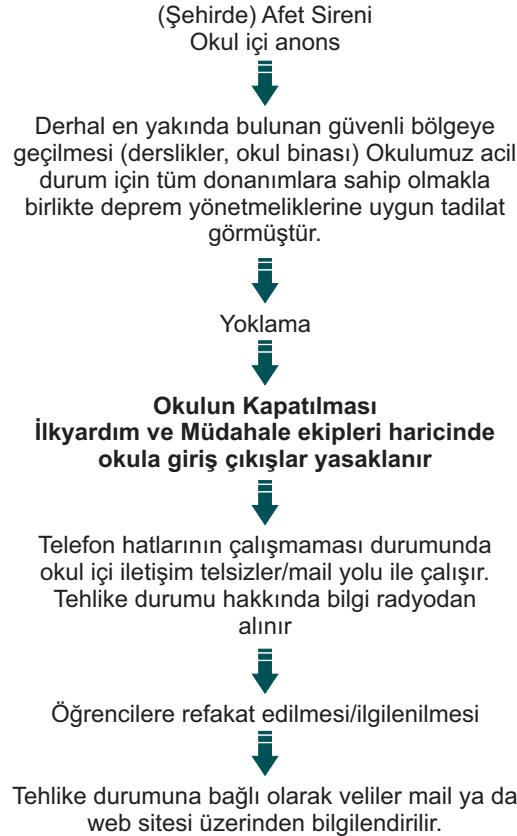 (Şehirde) Afet Sireni
Okul içi anons
Derhal en yakında bulunan güvenli bölgeye
geçilmesi (derslikler, okul binası) Okulumuz acil
durum için tüm donanımlara sahip olmakla
birlikte deprem yönetmeliklerine uygun tadilat
görmüştür.
Yoklama
Okulun Kapatılması
İlkyardım ve Müdahale ekipleri haricinde
okula giriş çıkışlar yasaklanır
Telefon hatlarının çalışmaması durumunda
okul içi iletişim telsizler/mail yolu ile çalışır.
Tehlike durumu hakkında bilgi radyodan
alınır
Öğrencilere refakat edilmesi/ilgilenilmesi
Tehlike durumuna bağlı olarak veliler mail ya da
web sitesi üzerinden bilgilendirilir.